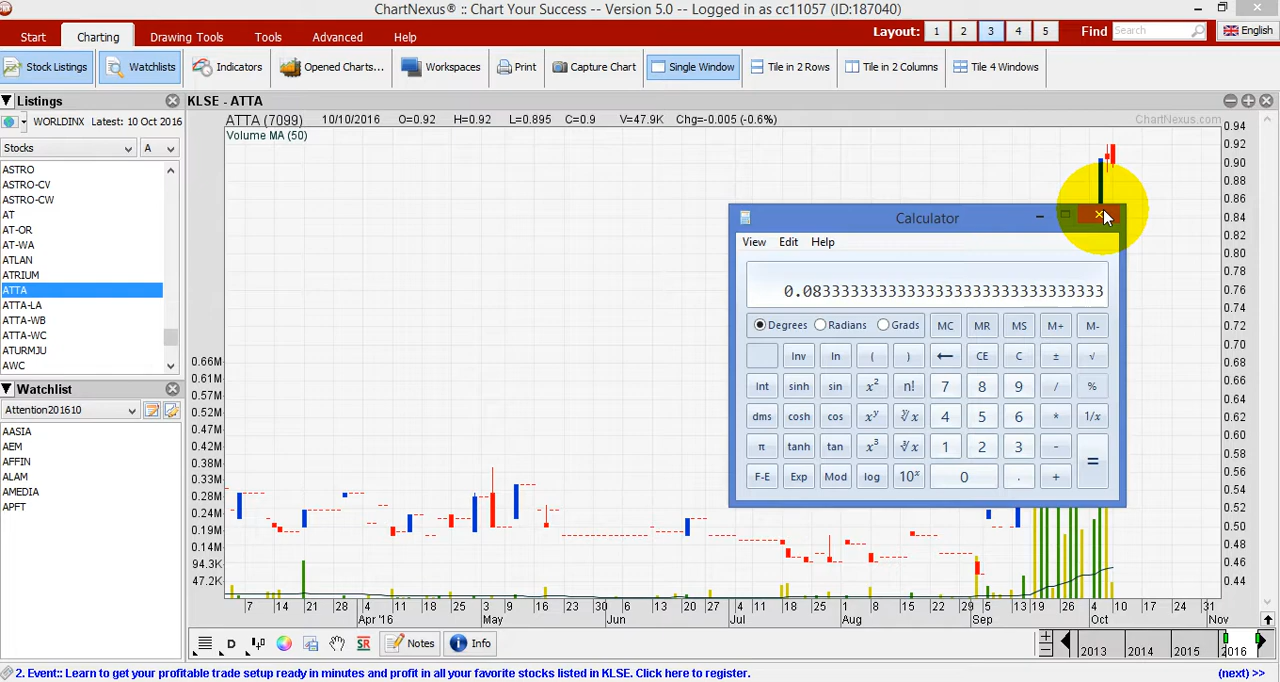 ChartNexus® :: Chart Your Success -- Version 5.0 -- Logged in as cc11057 (ID:187040)
Start Charting Drawing Tools Tools Advanced Help Layout: 1 2 3 4 5 Find Search English
Stock Listings Watchlists Indicators Opened Charts... Workspaces Print Capture Chart Single Window Tile in 2 Rows Tile in 2 Columns Tile 4 Windows
Listings
KLSE - ATTA
WORLDINX Latest: 10 Oct 2016
ATTA (7099) 10/10/2016 O=0.92 H=0.92 L=0.895 C=0.9 V=47.9K Chg=-0.005 (-0.6%)
ChartNexus.com
Volume MA (50)
Stocks A
ASTRO
ASTRO-CV
ASTRO-CW
AT
AT-OR
AT-WA
ATLAN
ATRIUM
ATTA
ATTA-LA
ATTA-WB
ATTA-WC
ATURMJU
AWC
Watchlist
Attention201610
AASIA
AEM
AFFIN
ALAM
AMEDIA
APFT
0.66M
0.61M
0.57M
0.52M
0.47M
0.42M
0.38M
0.33M
0.28M
0.24M
0.19M
0.14M
94.3K
47.2K
Calculator
View Edit Help
0.08333333333333333333333333333333
Degrees Radians Grads MC MR MS M+ M-
Inv ln ( ) ← CE C ± √
Int sinh sin x² n! 7 8 9 / %
dms cosh cos xʸ ʸ√x 4 5 6 * 1/x
π tanh tan x³ ³√x 1 2 3 - =
F-E Exp Mod log 10ˣ 0 . +
0.94
0.92
0.90
0.88
0.86
0.84
0.82
0.80
0.78
0.76
0.74
0.72
0.70
0.68
0.66
0.64
0.62
0.60
0.58
0.56
0.54
0.52
0.50
0.48
0.46
0.44
7 14 21 28 4 11 18 25 3 9 16 23 30 6 13 20 27 4 11 18 25 1 8 15 22 29 5 13 19 26 4 10 17 24 31
Apr '16 May Jun Jul Aug Sep Oct Nov
D SR Notes Info 2013 2014 2015 2016
2. Event:: Learn to get your profitable trade setup ready in minutes and profit in all your favorite stocks listed in KLSE. Click here to register. (next) >>